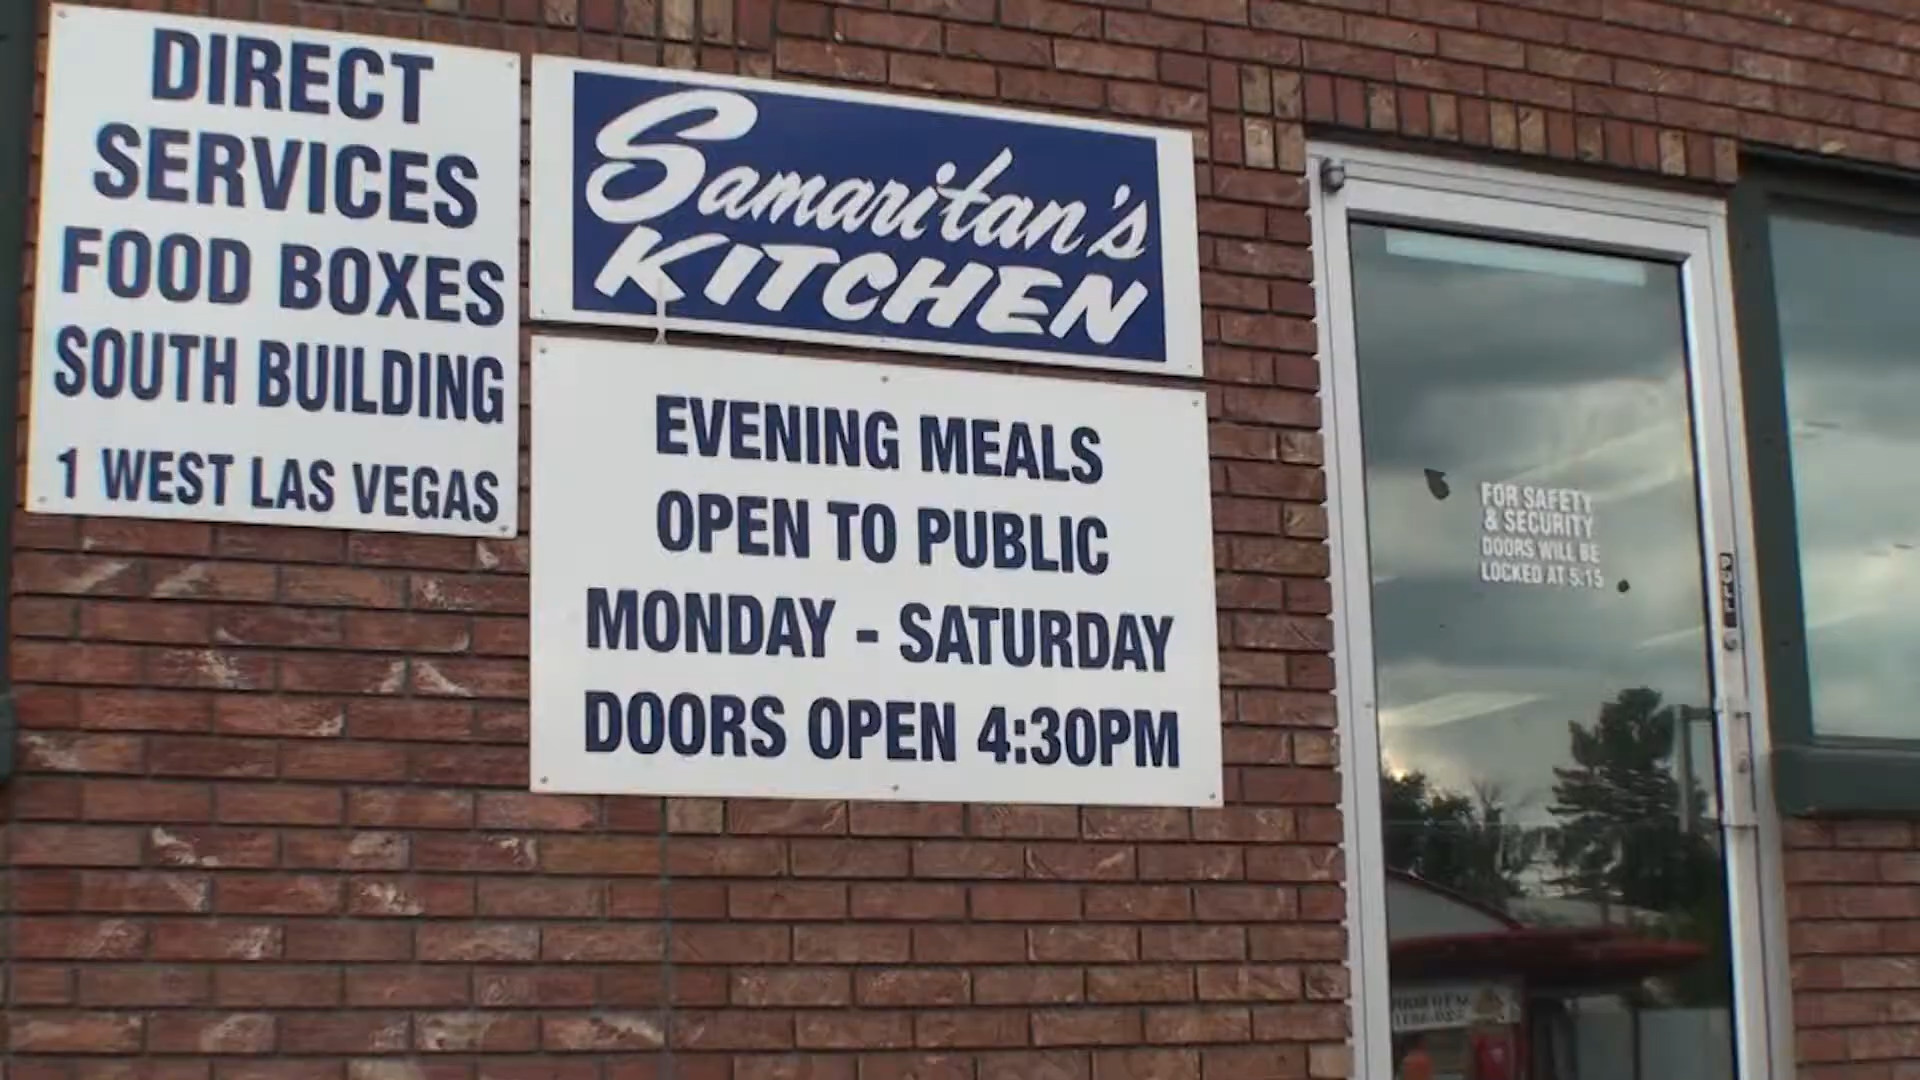 DIRECT
SERVICES
FOOD BOXES
SOUTH BUILDING
1 WEST LAS VEGAS
Samaritan's
KITCHEN
EVENING MEALS
OPEN TO PUBLIC
MONDAY - SATURDAY
DOORS OPEN 4:30PM
FOR SAFETY
& SECURITY
DOORS WILL BE
LOCKED AT 5:15
PULL